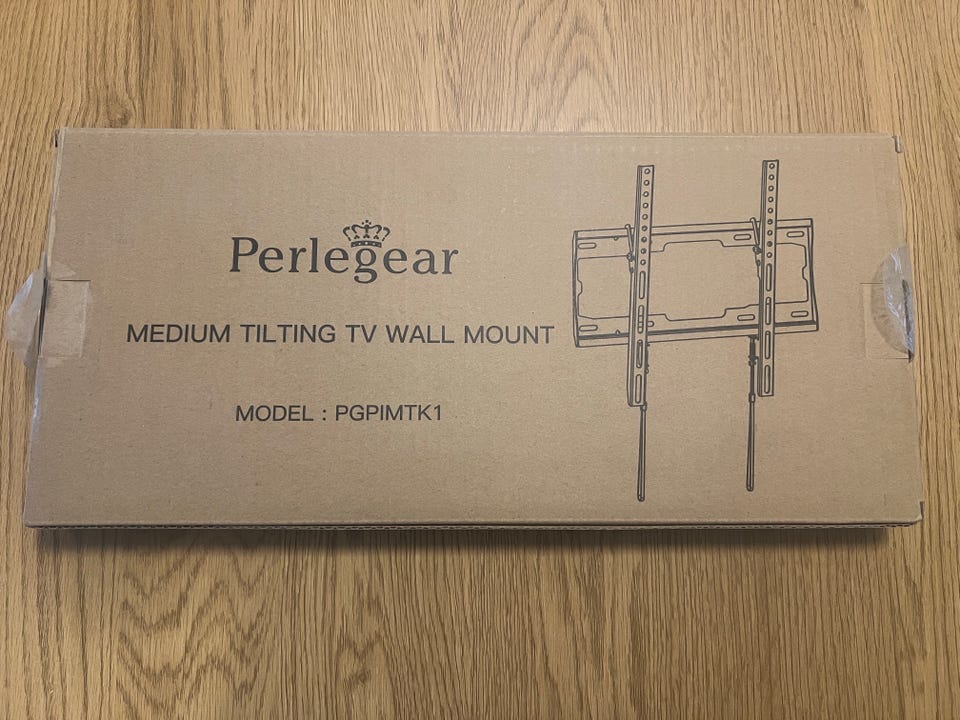 Perlegear
MEDIUM TILTING TV WALL MOUNT
MODEL : PGPIMTK1